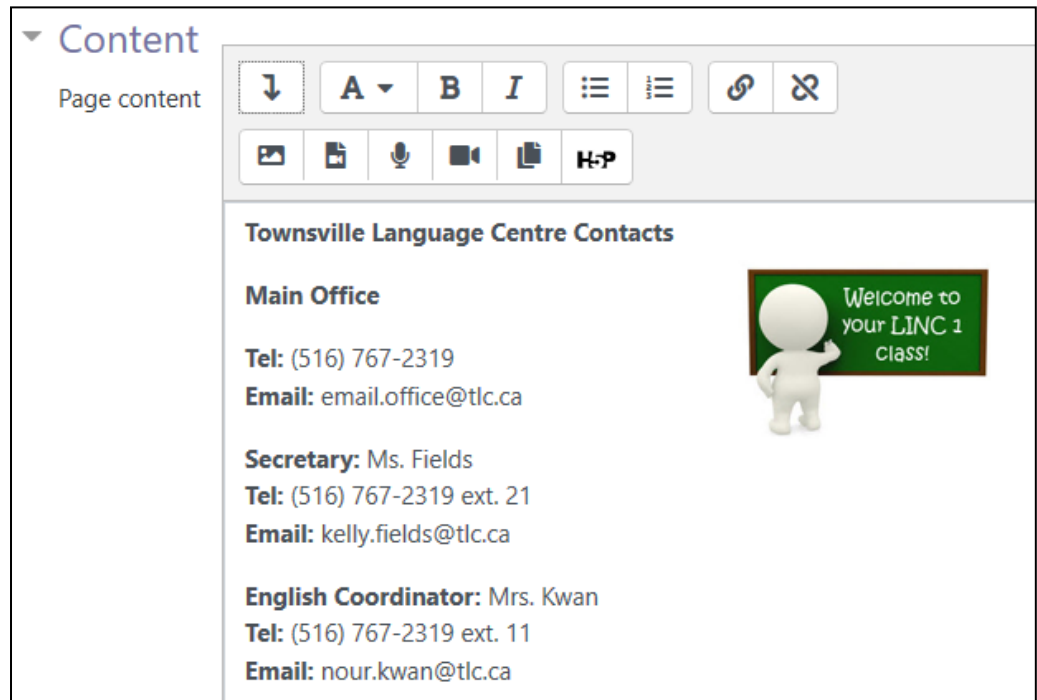 Content
Page content
A B I
H5P
Townsville Language Centre Contacts
Main Office
Welcome to
your LINC 1
class!
Tel: (516) 767-2319
Email: email.office@tlc.ca
Secretary: Ms. Fields
Tel: (516) 767-2319 ext. 21
Email: kelly.fields@tlc.ca
English Coordinator: Mrs. Kwan
Tel: (516) 767-2319 ext. 11
Email: nour.kwan@tlc.ca